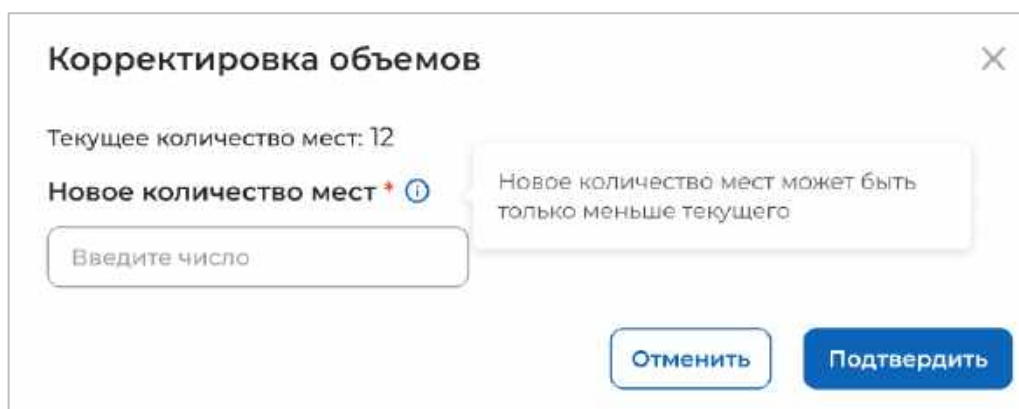 Корректировка объемов
Текущее количество мест: 12
Новое количество мест *
Новое количество мест может быть
только меньше текущего
Введите число
Отменить
Подтвердить